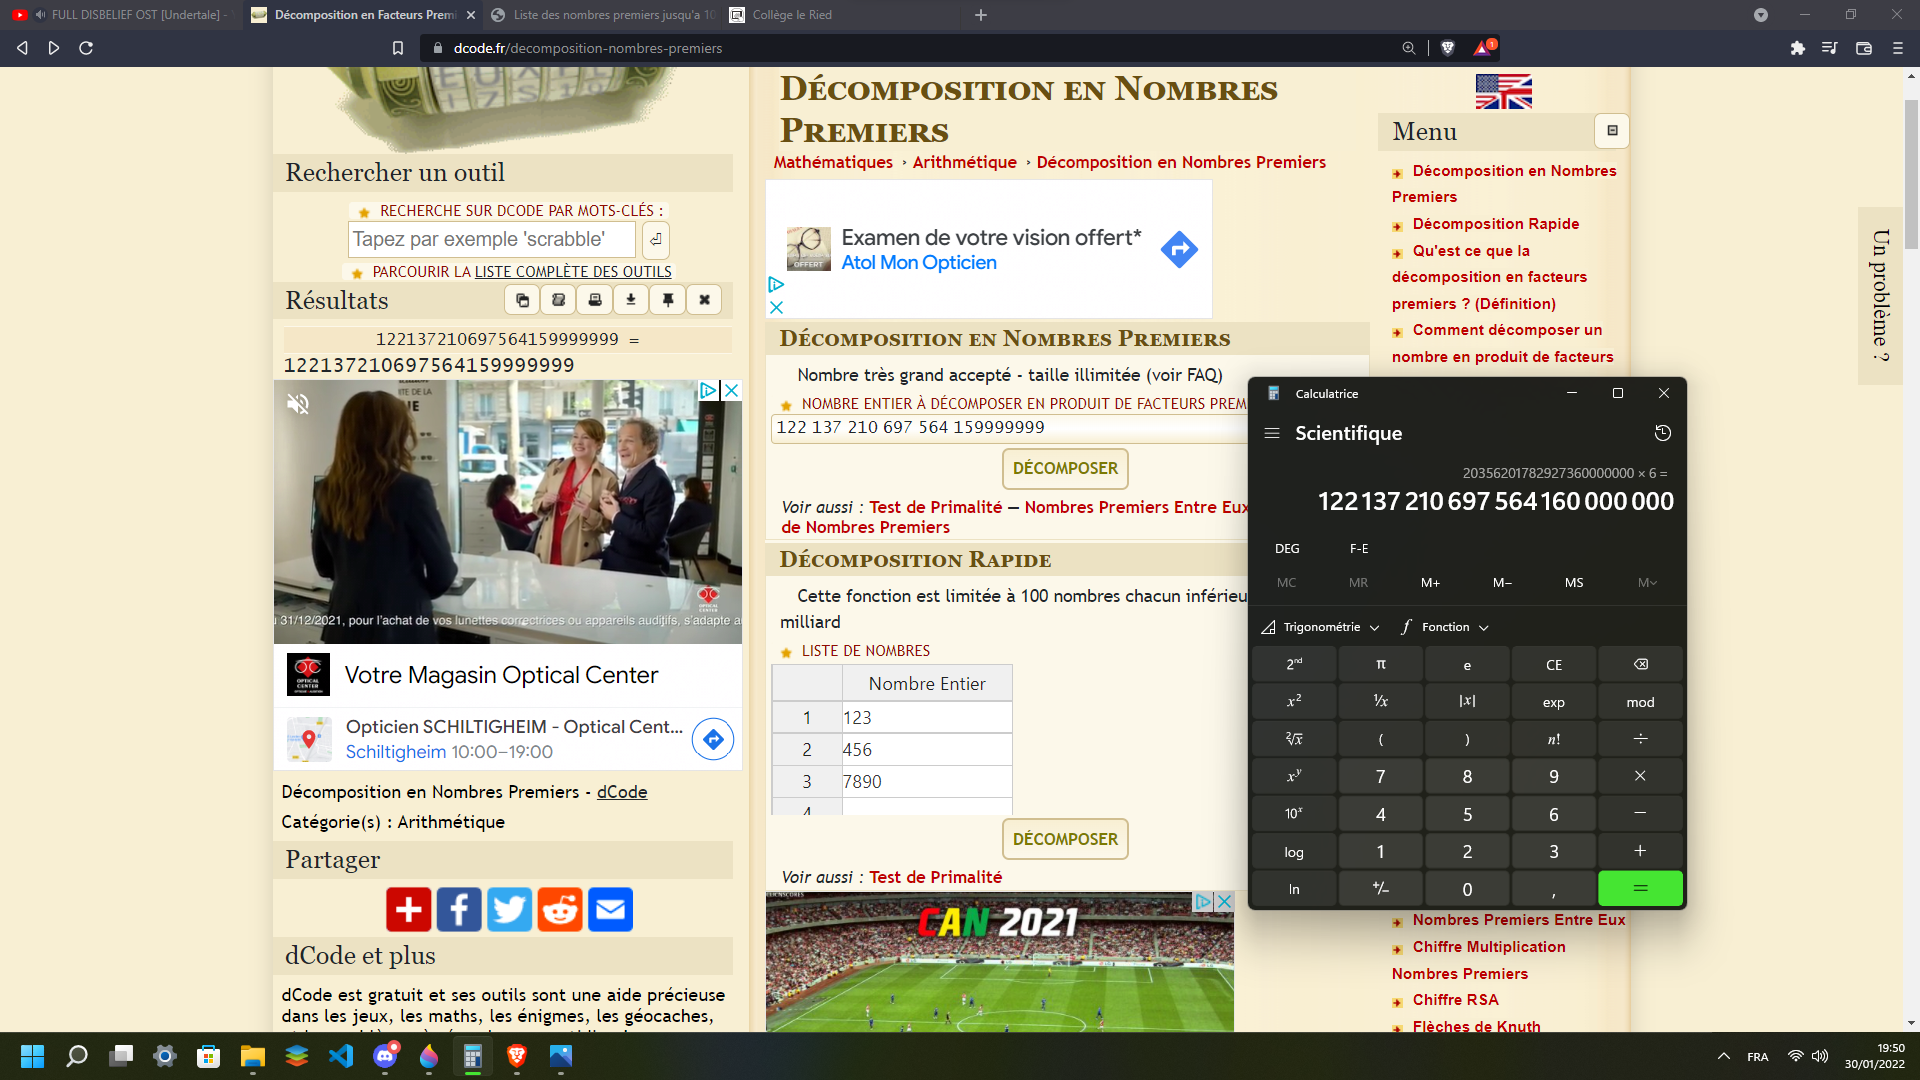 FULL DISBELIEF OST [Undertale] -
Décomposition en Facteurs Premi
Liste des nombres premiers jusqu'a 10
Collège le Ried
dcode.fr/decomposition-nombres-premiers
1
Rechercher un outil
RECHERCHE SUR DCODE PAR MOTS-CLÉS :
Tapez par exemple 'scrabble'
PARCOURIR LA LISTE COMPLÈTE DES OUTILS
Résultats
122137210697564159999999 =
122137210697564159999999
31/12/2021, pour l'achat de vos lunettes correctrices ou appareils auditifs, s'adapte
OPTICAL CENTER
Votre Magasin Optical Center
Opticien SCHILTIGHEIM - Optical Cent...
Schiltigheim 10:00–19:00
Décomposition en Nombres Premiers - dCode
Catégorie(s) : Arithmétique
Partager
dCode et plus
dCode est gratuit et ses outils sont une aide précieuse
dans les jeux, les maths, les énigmes, les géocaches,
Décomposition en Nombres
Premiers
Mathématiques › Arithmétique › Décomposition en Nombres Premiers
OFFERT
Examen de votre vision offert*
Atol Mon Opticien
Décomposition en Nombres Premiers
Nombre très grand accepté - taille illimitée (voir FAQ)
NOMBRE ENTIER À DÉCOMPOSER EN PRODUIT DE FACTEURS PREM
122 137 210 697 564 159999999
DÉCOMPOSER
Voir aussi : Test de Primalité — Nombres Premiers Entre Eux
de Nombres Premiers
Décomposition Rapide
Cette fonction est limitée à 100 nombres chacun inférieu
milliard
LISTE DE NOMBRES
Nombre Entier
1 123
2 456
3 7890
4
DÉCOMPOSER
Voir aussi : Test de Primalité
CAN 2021
Menu
Décomposition en Nombres
Premiers
Décomposition Rapide
Qu'est ce que la
décomposition en facteurs
premiers ? (Définition)
Comment décomposer un
nombre en produit de facteurs
Nombres Premiers Entre Eux
Chiffre Multiplication
Nombres Premiers
Chiffre RSA
Flèches de Knuth
Un problème ?
Calculatrice
Scientifique
20356201782927360000000 × 6 =
122 137 210 697 564 160 000 000
DEG F-E
MC MR M+ M− MS M
Trigonométrie f Fonction
2nd π e CE
x² ¹/x |x| exp mod
²√x ( ) n! ÷
xʸ 7 8 9 ×
10ˣ 4 5 6 −
log 1 2 3 +
ln +/− 0 , =
FRA
19:50
30/01/2022